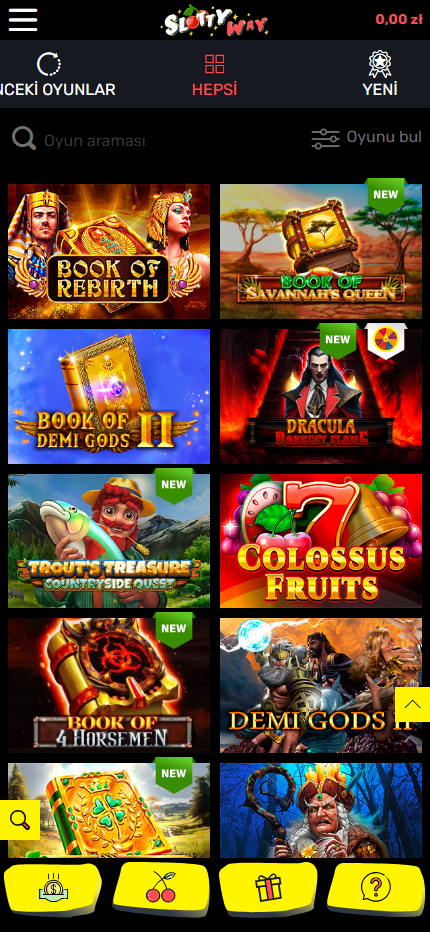 SLOTTY WAY
0,00 zł
NCEKİ OYUNLAR
HEPSİ
YENİ
Oyun araması
Oyunu bul
BOOK OF
REBIRTH
NEW
BOOK OF
SAVANNAH'S QUEEN
BOOK OF
DEMI GODS II
NEW
DRACULA
DARKEST FLAME
NEW
TROUT'S TREASURE
COUNTRYSIDE QUEST
7
COLOSSUS
FRUITS
NEW
BOOK OF
4 HORSEMEN
DEMI GODS II
NEW
$
?